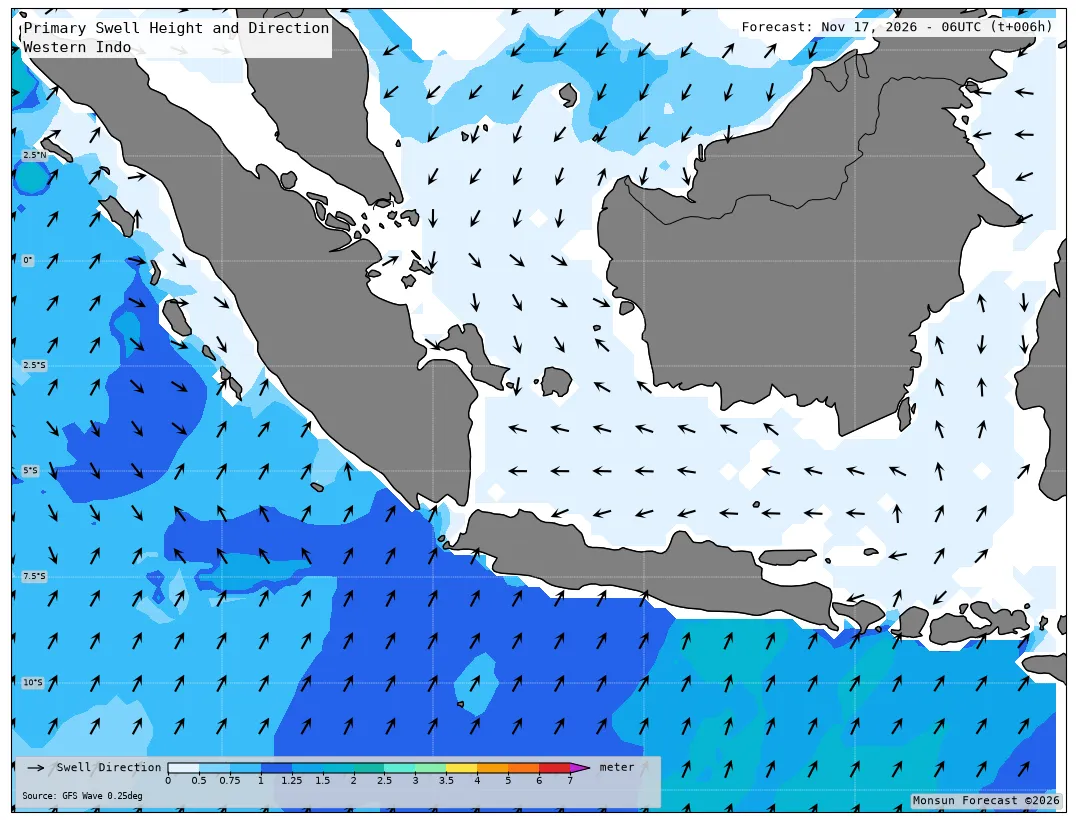 Primary Swell Height and Direction
Western Indo
Forecast: Nov 17, 2026 - 06UTC (t+006h)
2.5°N
0°
2.5°S
5°S
7.5°S
10°S
Swell Direction
meter
0 0.5 0.75 1 1.25 1.5 2 2.5 3 3.5 4 5 6 7
Source: GFS Wave 0.25deg
Monsun Forecast ©2026